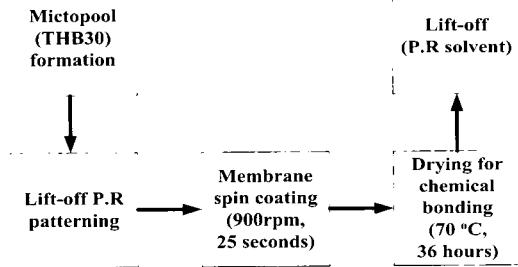 Mictopool
(THB30)
formation
Lift-off P.R
patterning
Membrane
spin coating
(900rpm,
25 seconds)
Drying for
chemical
bonding
(70 °C,
36 hours)
Lift-off
(P.R solvent)